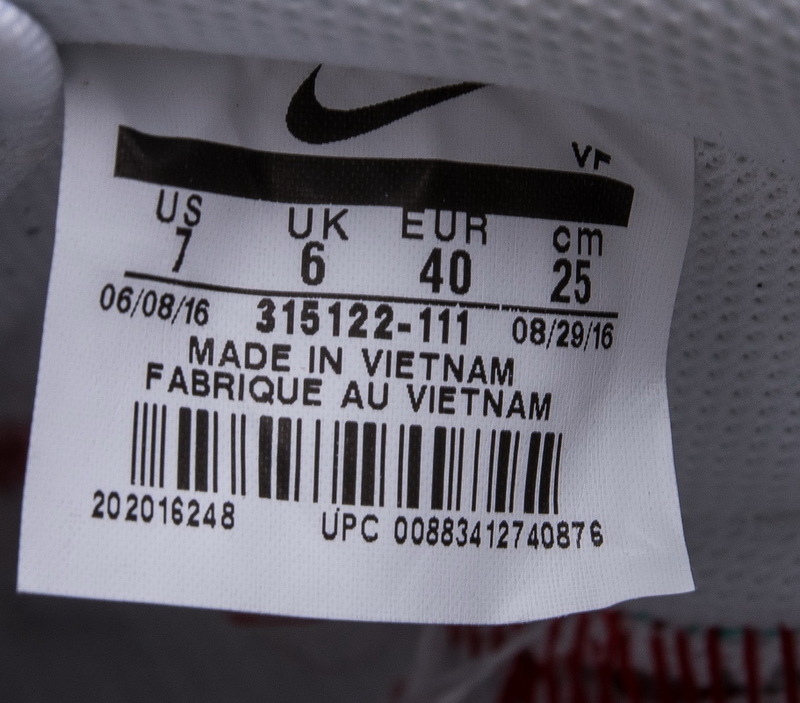 VF
US UK EUR cm
7 6 40 25
06/08/16 315122-111 08/29/16
MADE IN VIETNAM
FABRIQUE AU VIETNAM
202016248 UPC 00883412740876